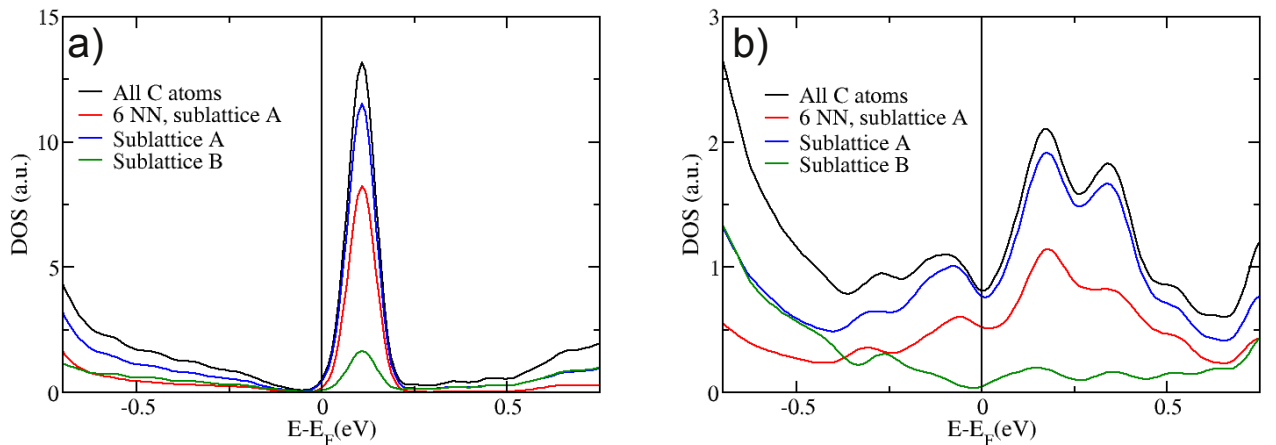 a)
15
10
5
0
DOS (a.u.)
All C atoms
6 NN, sublattice A
Sublattice A
Sublattice B
-0.5
0
0.5
E-E_F(eV)
b)
3
2
1
0
DOS (a.u.)
All C atoms
6 NN, sublattice A
Sublattice A
Sublattice B
-0.5
0
0.5
E-E_F(eV)